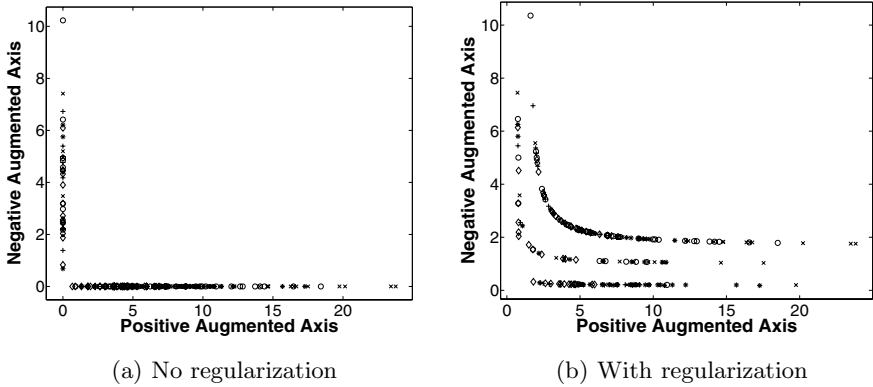 10
8
6
4
2
0
Negative Augmented Axis
0 5 10 15 20
Positive Augmented Axis
(a) No regularization
10
8
6
4
2
0
Negative Augmented Axis
0 5 10 15 20
Positive Augmented Axis
(b) With regularization